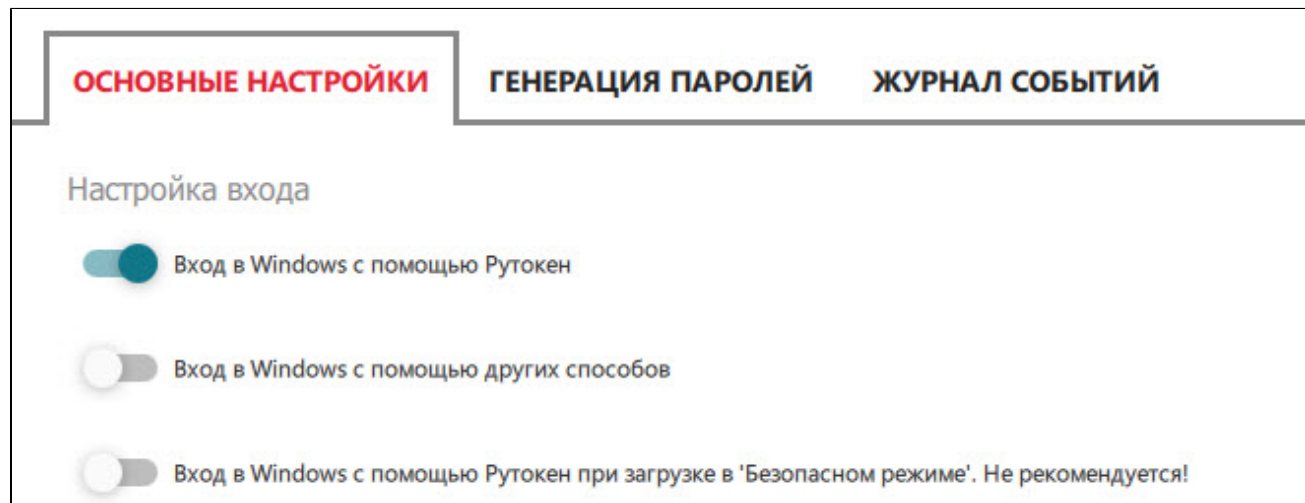 ОСНОВНЫЕ НАСТРОЙКИ ГЕНЕРАЦИЯ ПАРОЛЕЙ ЖУРНАЛ СОБЫТИЙ
Настройка входа
Вход в Windows с помощью Рутокен
Вход в Windows с помощью других способов
Вход в Windows с помощью Рутокен при загрузке в 'Безопасном режиме'. Не рекомендуется!